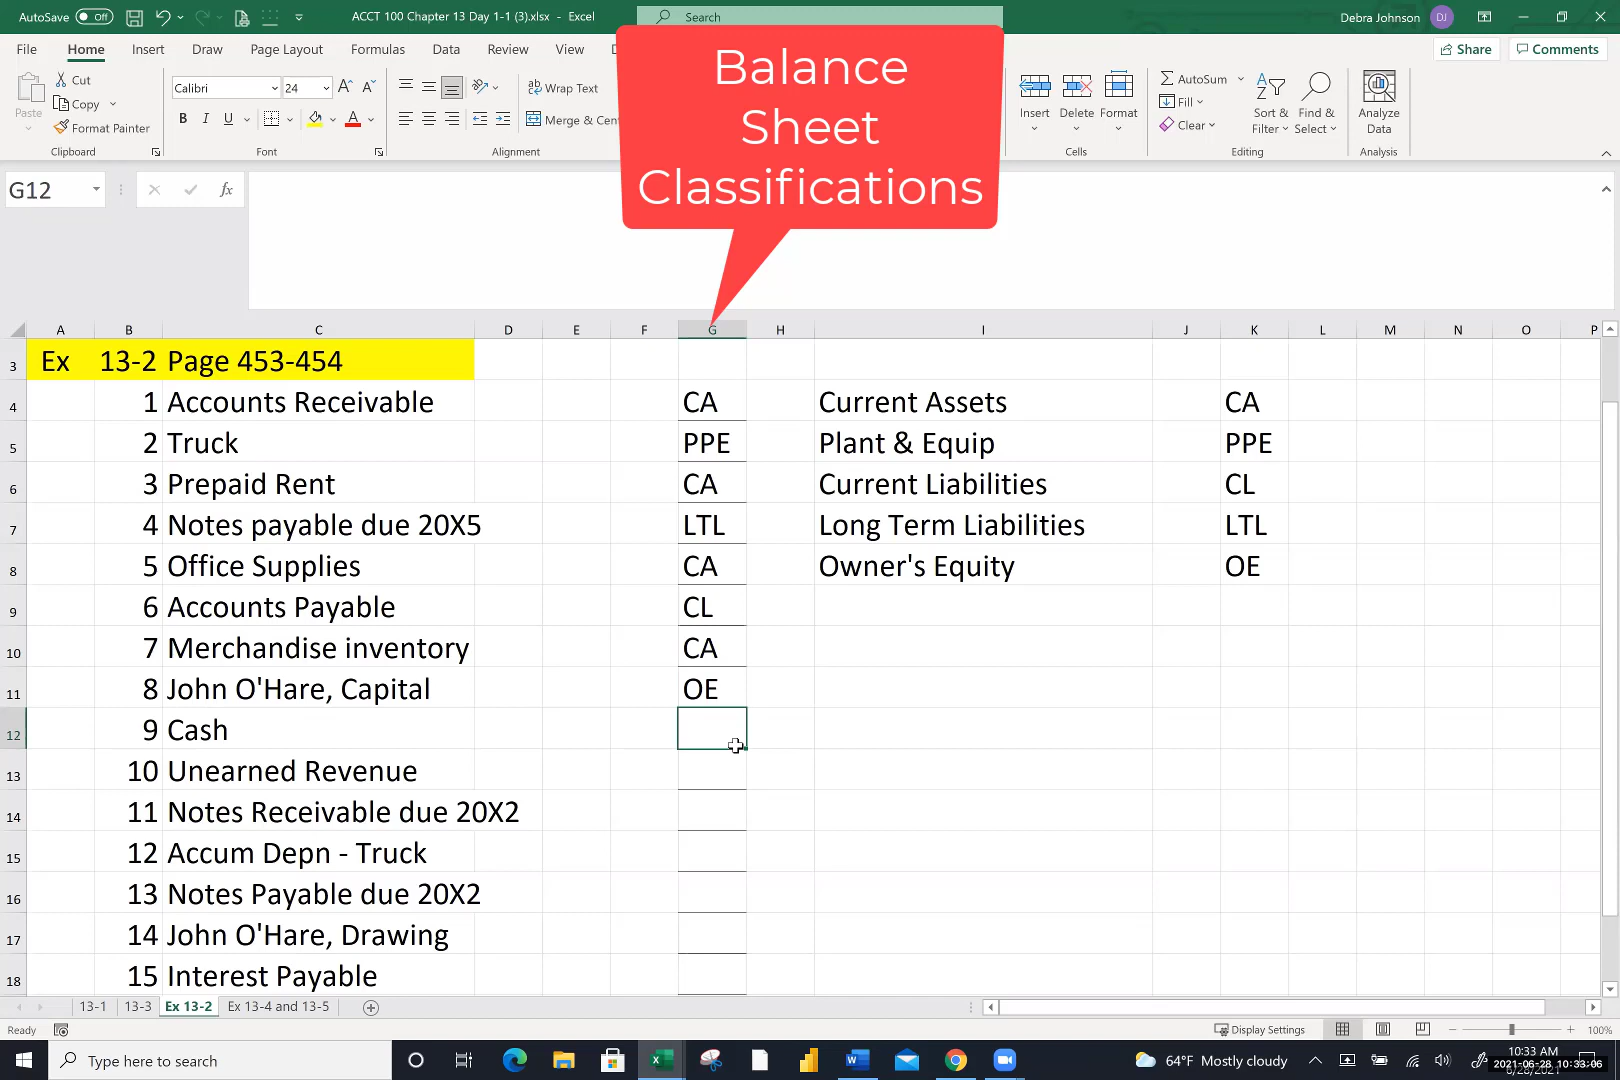 AutoSave Off
ACCT 100 Chapter 13 Day 1-1 (3).xlsx - Excel
Search
Debra Johnson DJ
File Home Insert Draw Page Layout Formulas Data Review View
Share Comments
Balance
Sheet
Classifications
Paste
Cut
Copy
Format Painter
Clipboard
Calibri 24
B I U
Font
Wrap Text
Merge & Cen
Alignment
Insert Delete Format
Cells
AutoSum
Fill
Clear
Sort & Filter
Find & Select
Editing
Analyze Data
Analysis
G12
fx
A B C D E F G H I J K L M N O P
3 Ex 13-2 Page 453-454
4 1 Accounts Receivable CA Current Assets CA
5 2 Truck PPE Plant & Equip PPE
6 3 Prepaid Rent CA Current Liabilities CL
7 4 Notes payable due 20X5 LTL Long Term Liabilities LTL
8 5 Office Supplies CA Owner's Equity OE
9 6 Accounts Payable CL
10 7 Merchandise inventory CA
11 8 John O'Hare, Capital OE
12 9 Cash
13 10 Unearned Revenue
14 11 Notes Receivable due 20X2
15 12 Accum Depn - Truck
16 13 Notes Payable due 20X2
17 14 John O'Hare, Drawing
18 15 Interest Payable
13-1 13-3 Ex 13-2 Ex 13-4 and 13-5
Ready
Display Settings
100%
Type here to search
64°F Mostly cloudy
10:33 AM
2021-06-28 10:33:06